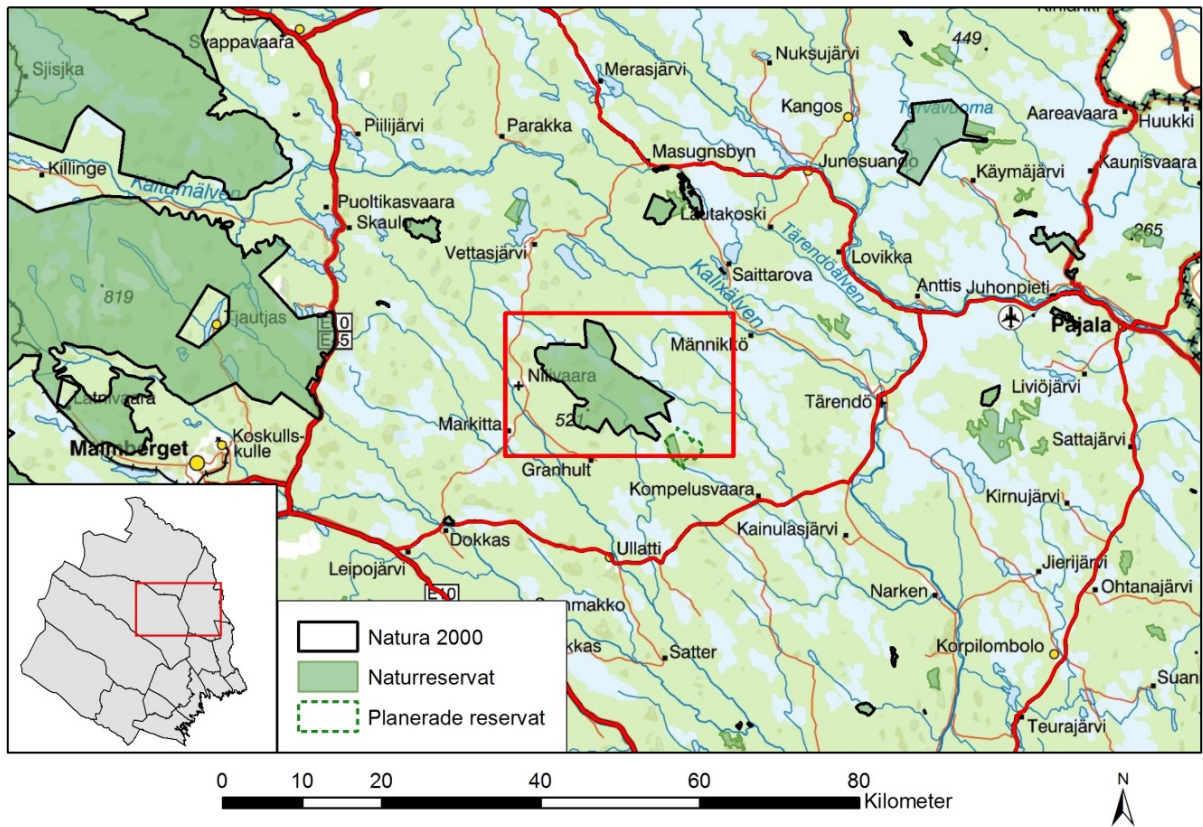 Svappavaara
Sjisjka
Merasjärvi
Nuksujärvi
449
Kangos
Aareavaara
Huukki
Piilijärvi
Parakka
Masugnsbyn
Junosuando
Kaunisvaara
Killinge
Käymäjärvi
Kaitumälven
Puoltikasvaara
Skaulo
Lautakoski
Vettasjärvi
Tärendöälven
Lovikka
265
Saittarova
Kalixälven
Anttis
Juhonpieti
819
Tjautjas
E10
E45
Männikkö
Pajala
Nilivaara
Liviöjärvi
Latnivaara
Tärendö
521
Markitta
Koskulls-
kulle
Malmberget
Sattajärvi
Granhult
Kompelusvaara
Kirnujärvi
Dokkas
Kainulasjärvi
Leipojärvi
Ullatti
Jierijärvi
Ohtanajärvi
E10
Narken
Korpilombolo
Satter
Suan
Teurajärvi
Natura 2000
Naturreservat
Planerade reservat
0 10 20 40 60 80
Kilometer
N